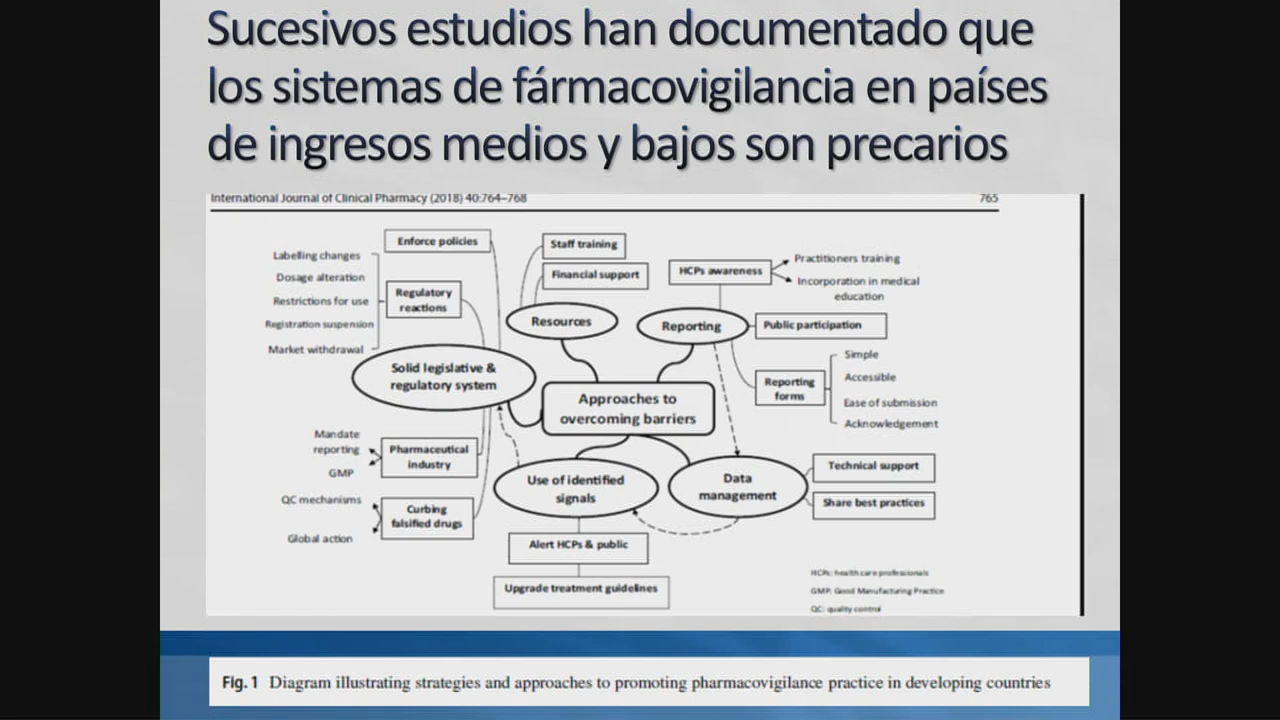 Sucesivos estudios han documentado que
los sistemas de fármacovigilancia en países
de ingresos medios y bajos son precarios
International Journal of Clinical Pharmacy (2018) 40:764–768
765
Enforce policies
Labelling changes
Dosage alteration
Restrictions for use
Registration suspension
Market withdrawal
Regulatory
reactions
Solid legislative &
regulatory system
Staff training
Financial support
Resources
HCPs awareness
Practitioners training
Incorporation in medical
education
Reporting
Public participation
Reporting
forms
Simple
Accessible
Ease of submission
Acknowledgement
Approaches to
overcoming barriers
Mandate
reporting
GMP
Pharmaceutical
industry
QC mechanisms
Global action
Curbing
falsified drugs
Use of identified
signals
Alert HCPs & public
Upgrade treatment guidelines
Data
management
Technical support
Share best practices
HCPs: health care professionals
GMP: Good Manufacturing Practice
QC: quality control
Fig. 1 Diagram illustrating strategies and approaches to promoting pharmacovigilance practice in developing countries